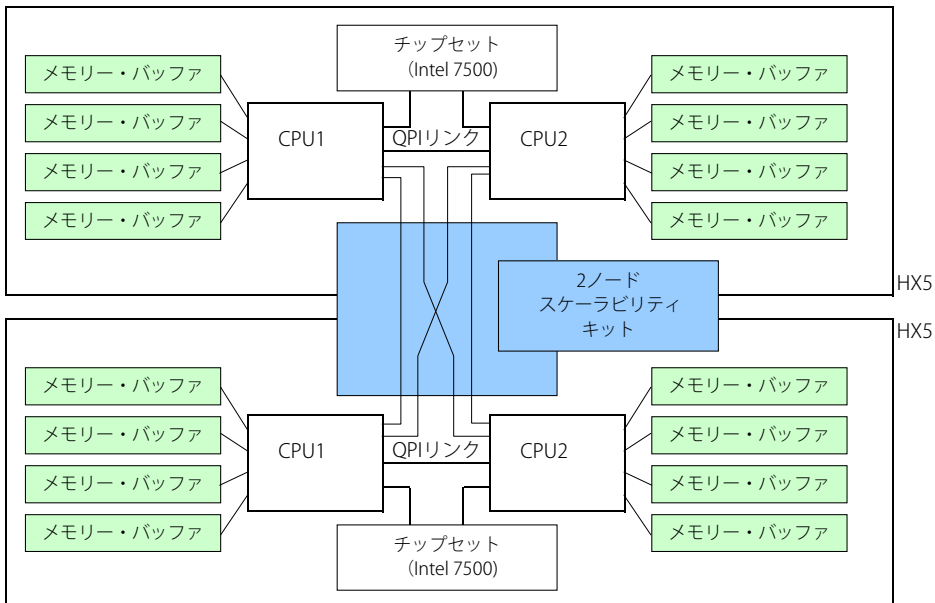 チップセット
（Intel 7500）
メモリー・バッファ
メモリー・バッファ
メモリー・バッファ
メモリー・バッファ
CPU1
QPIリンク
CPU2
メモリー・バッファ
メモリー・バッファ
メモリー・バッファ
メモリー・バッファ
2ノード
スケーラビリティ
キット
HX5
HX5
メモリー・バッファ
メモリー・バッファ
メモリー・バッファ
メモリー・バッファ
CPU1
QPIリンク
CPU2
メモリー・バッファ
メモリー・バッファ
メモリー・バッファ
メモリー・バッファ
チップセット
（Intel 7500）